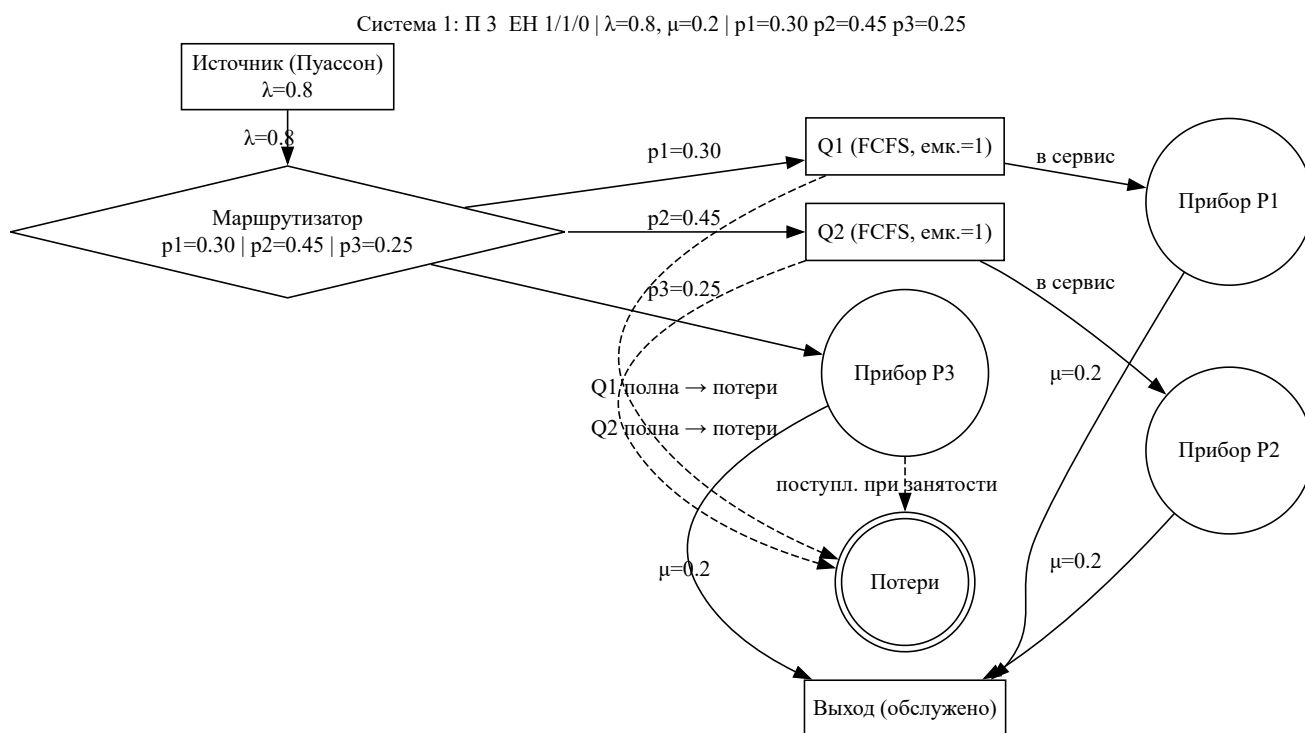 Система 1: П 3  ЕН 1/1/0 | λ=0.8, μ=0.2 | p1=0.30 p2=0.45 p3=0.25
Источник (Пуассон)
λ=0.8
λ=0.8
Маршрутизатор
p1=0.30 | p2=0.45 | p3=0.25
p1=0.30
p2=0.45
p3=0.25
Q1 (FCFS, емк.=1)
Q2 (FCFS, емк.=1)
в сервис
в сервис
Прибор P1
Прибор P3
Прибор P2
Q1 полна → потери
Q2 полна → потери
поступл. при занятости
μ=0.2
μ=0.2
μ=0.2
Потери
Выход (обслужено)